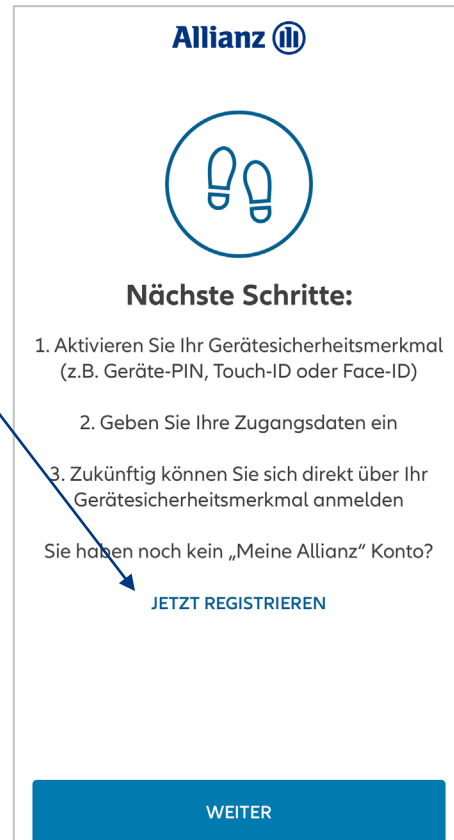 Allianz
Nächste Schritte:
1. Aktivieren Sie Ihr Gerätesicherheitsmerkmal
(z.B. Geräte-PIN, Touch-ID oder Face-ID)
2. Geben Sie Ihre Zugangsdaten ein
3. Zukünftig können Sie sich direkt über Ihr
Gerätesicherheitsmerkmal anmelden
Sie haben noch kein „Meine Allianz“ Konto?
JETZT REGISTRIEREN
WEITER